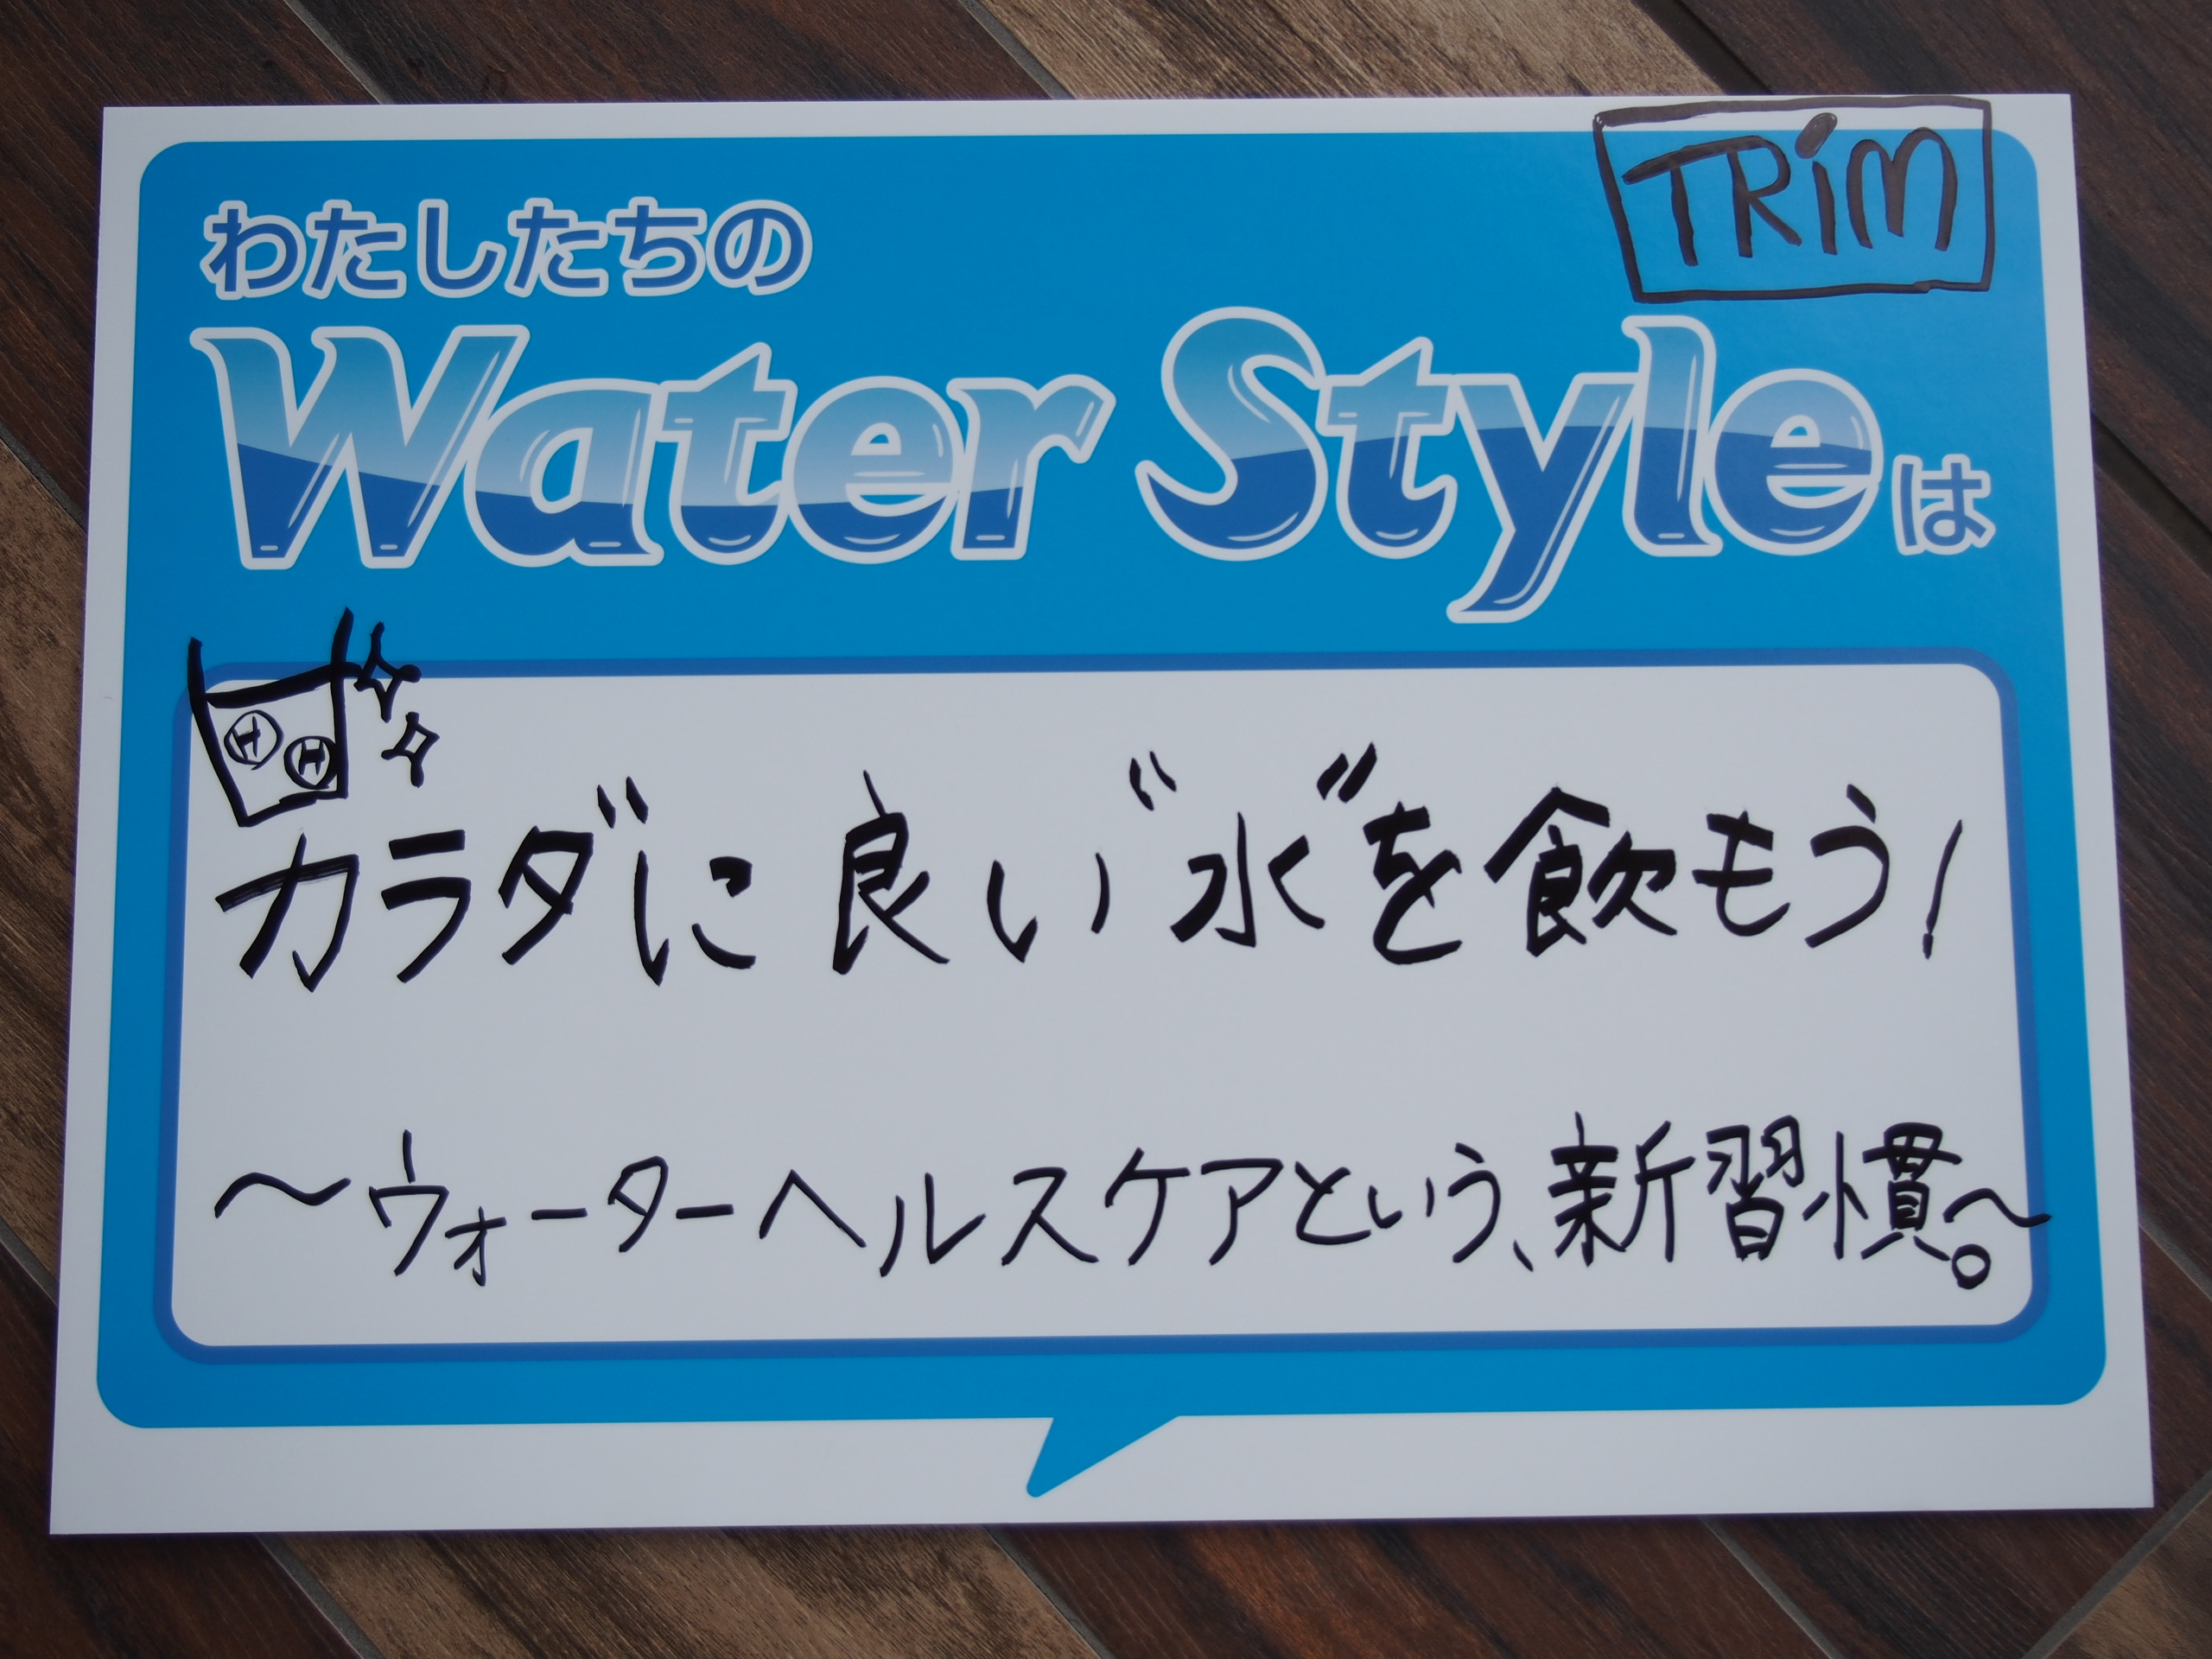 TRiM
わたしたちの
Water Styleは
H H
カラダに良い〝水〟を飲もう！
〜ウォーターヘルスケアという、新習慣。〜